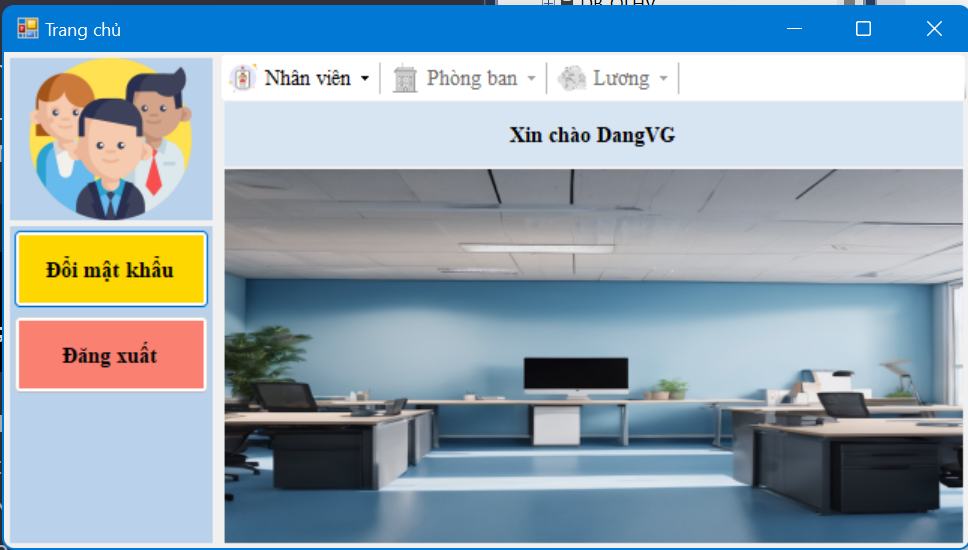 Trang chủ
Nhân viên
Phòng ban
Lương
Xin chào DangVG
Đổi mật khẩu
Đăng xuất